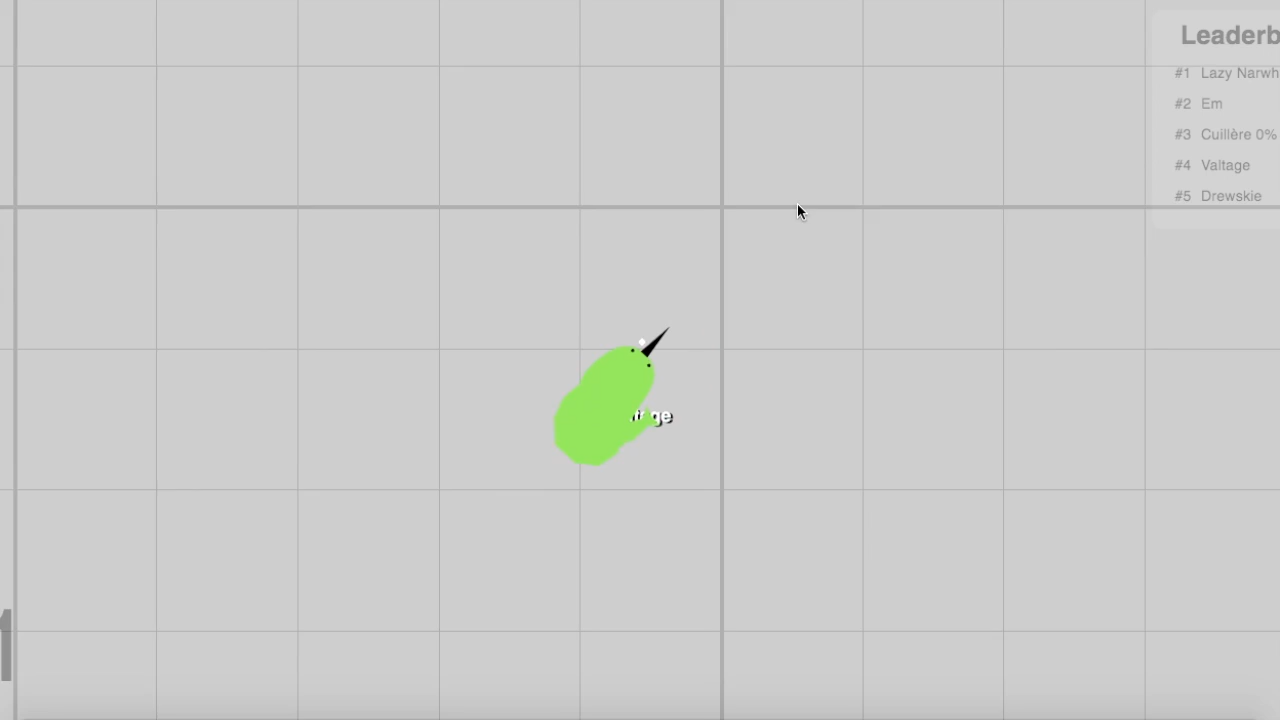 Leaderb
#1 Lazy Narwh
#2 Em
#3 Cuillère 0%
#4 Valtage
#5 Drewskie